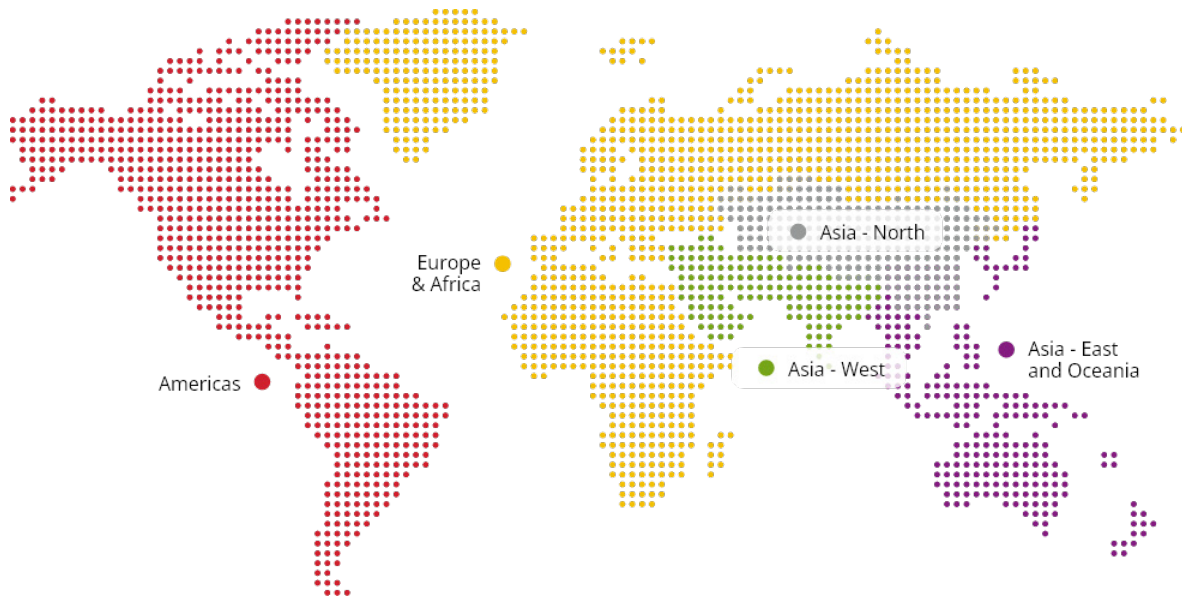 Asia - North
Europe
& Africa
Asia - East
and Oceania
Asia - West
Americas